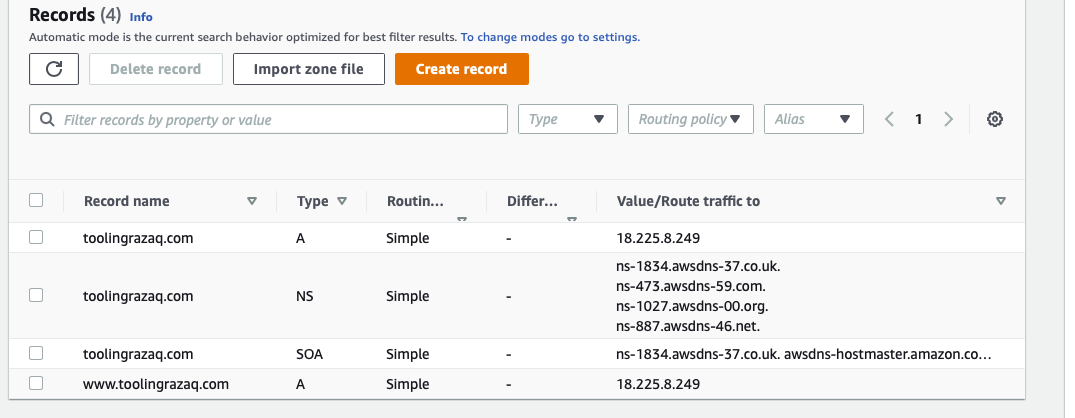 Records (4) Info
Automatic mode is the current search behavior optimized for best filter results. To change modes go to settings.
Delete record Import zone file Create record
Filter records by property or value Type Routing policy Alias 1
Record name Type Routin... Differ... Value/Route traffic to
toolingrazaq.com A Simple - 18.225.8.249
toolingrazaq.com NS Simple - ns-1834.awsdns-37.co.uk.
ns-473.awsdns-59.com.
ns-1027.awsdns-00.org.
ns-887.awsdns-46.net.
toolingrazaq.com SOA Simple - ns-1834.awsdns-37.co.uk. awsdns-hostmaster.amazon.co...
www.toolingrazaq.com A Simple - 18.225.8.249